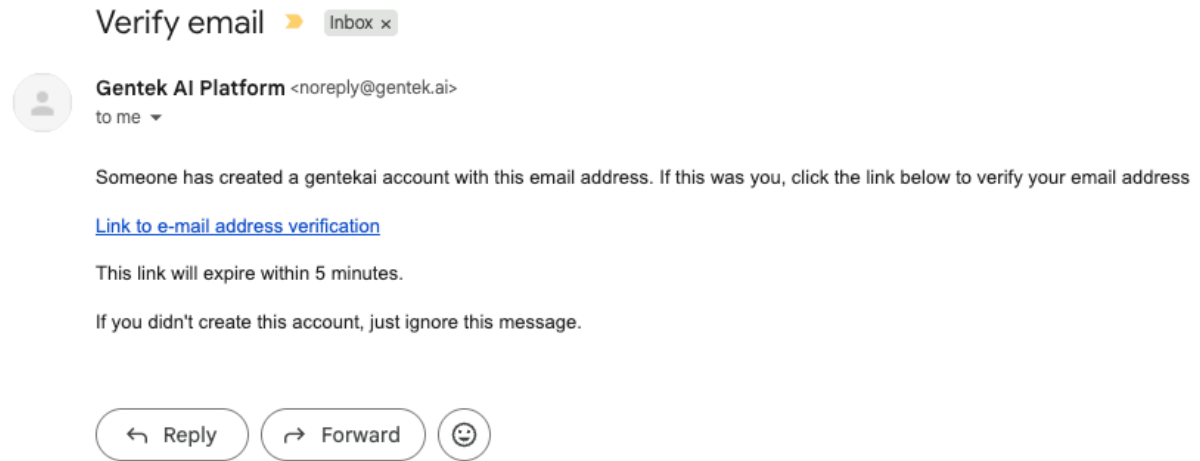 Verify email Inbox ×
Gentek AI Platform <noreply@gentek.ai>
to me
Someone has created a gentekai account with this email address. If this was you, click the link below to verify your email address
Link to e-mail address verification
This link will expire within 5 minutes.
If you didn't create this account, just ignore this message.
Reply Forward